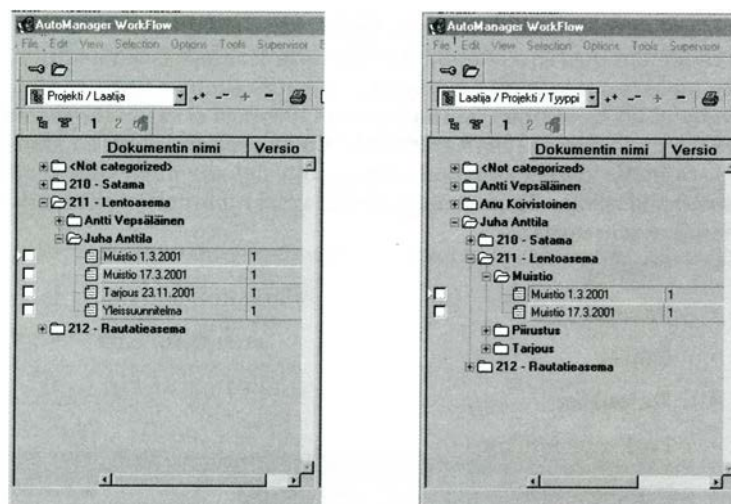 AutoManager WorkFlow
File Edit View Selection Options Tools Supervisor
Projekti / Laatija
1 2
Dokumentin nimi Versio
<Not categorized>
210 - Satama
211 - Lentoasema
Antti Vepsäläinen
Juha Anttila
Muistio 1.3.2001 1
Muistio 17.3.2001 1
Tarjous 23.11.2001 1
Yleissuunnitelma 1
212 - Rautatieasema
AutoManager WorkFlow
File Edit View Selection Options Tools Supervisor
Laatija / Projekti / Tyyppi
1 2
Dokumentin nimi Versio
<Not categorized>
Antti Vepsäläinen
Anu Koivistoinen
Juha Anttila
210 - Satama
211 - Lentoasema
Muistio
Muistio 1.3.2001 1
Muistio 17.3.2001 1
Piirustus
Tarjous
212 - Rautatieasema